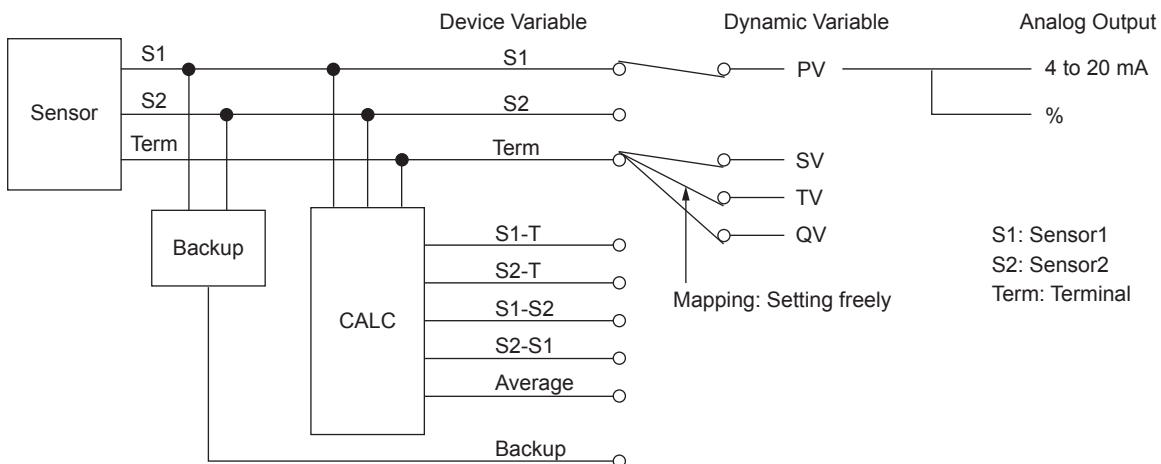 Device Variable
Dynamic Variable
Analog Output
Sensor
S1
S1
PV
4 to 20 mA
S2
S2
%
Term
Term
SV
TV
QV
Backup
CALC
S1-T
S2-T
S1-S2
S2-S1
Average
Backup
Mapping: Setting freely
S1: Sensor1
S2: Sensor2
Term: Terminal